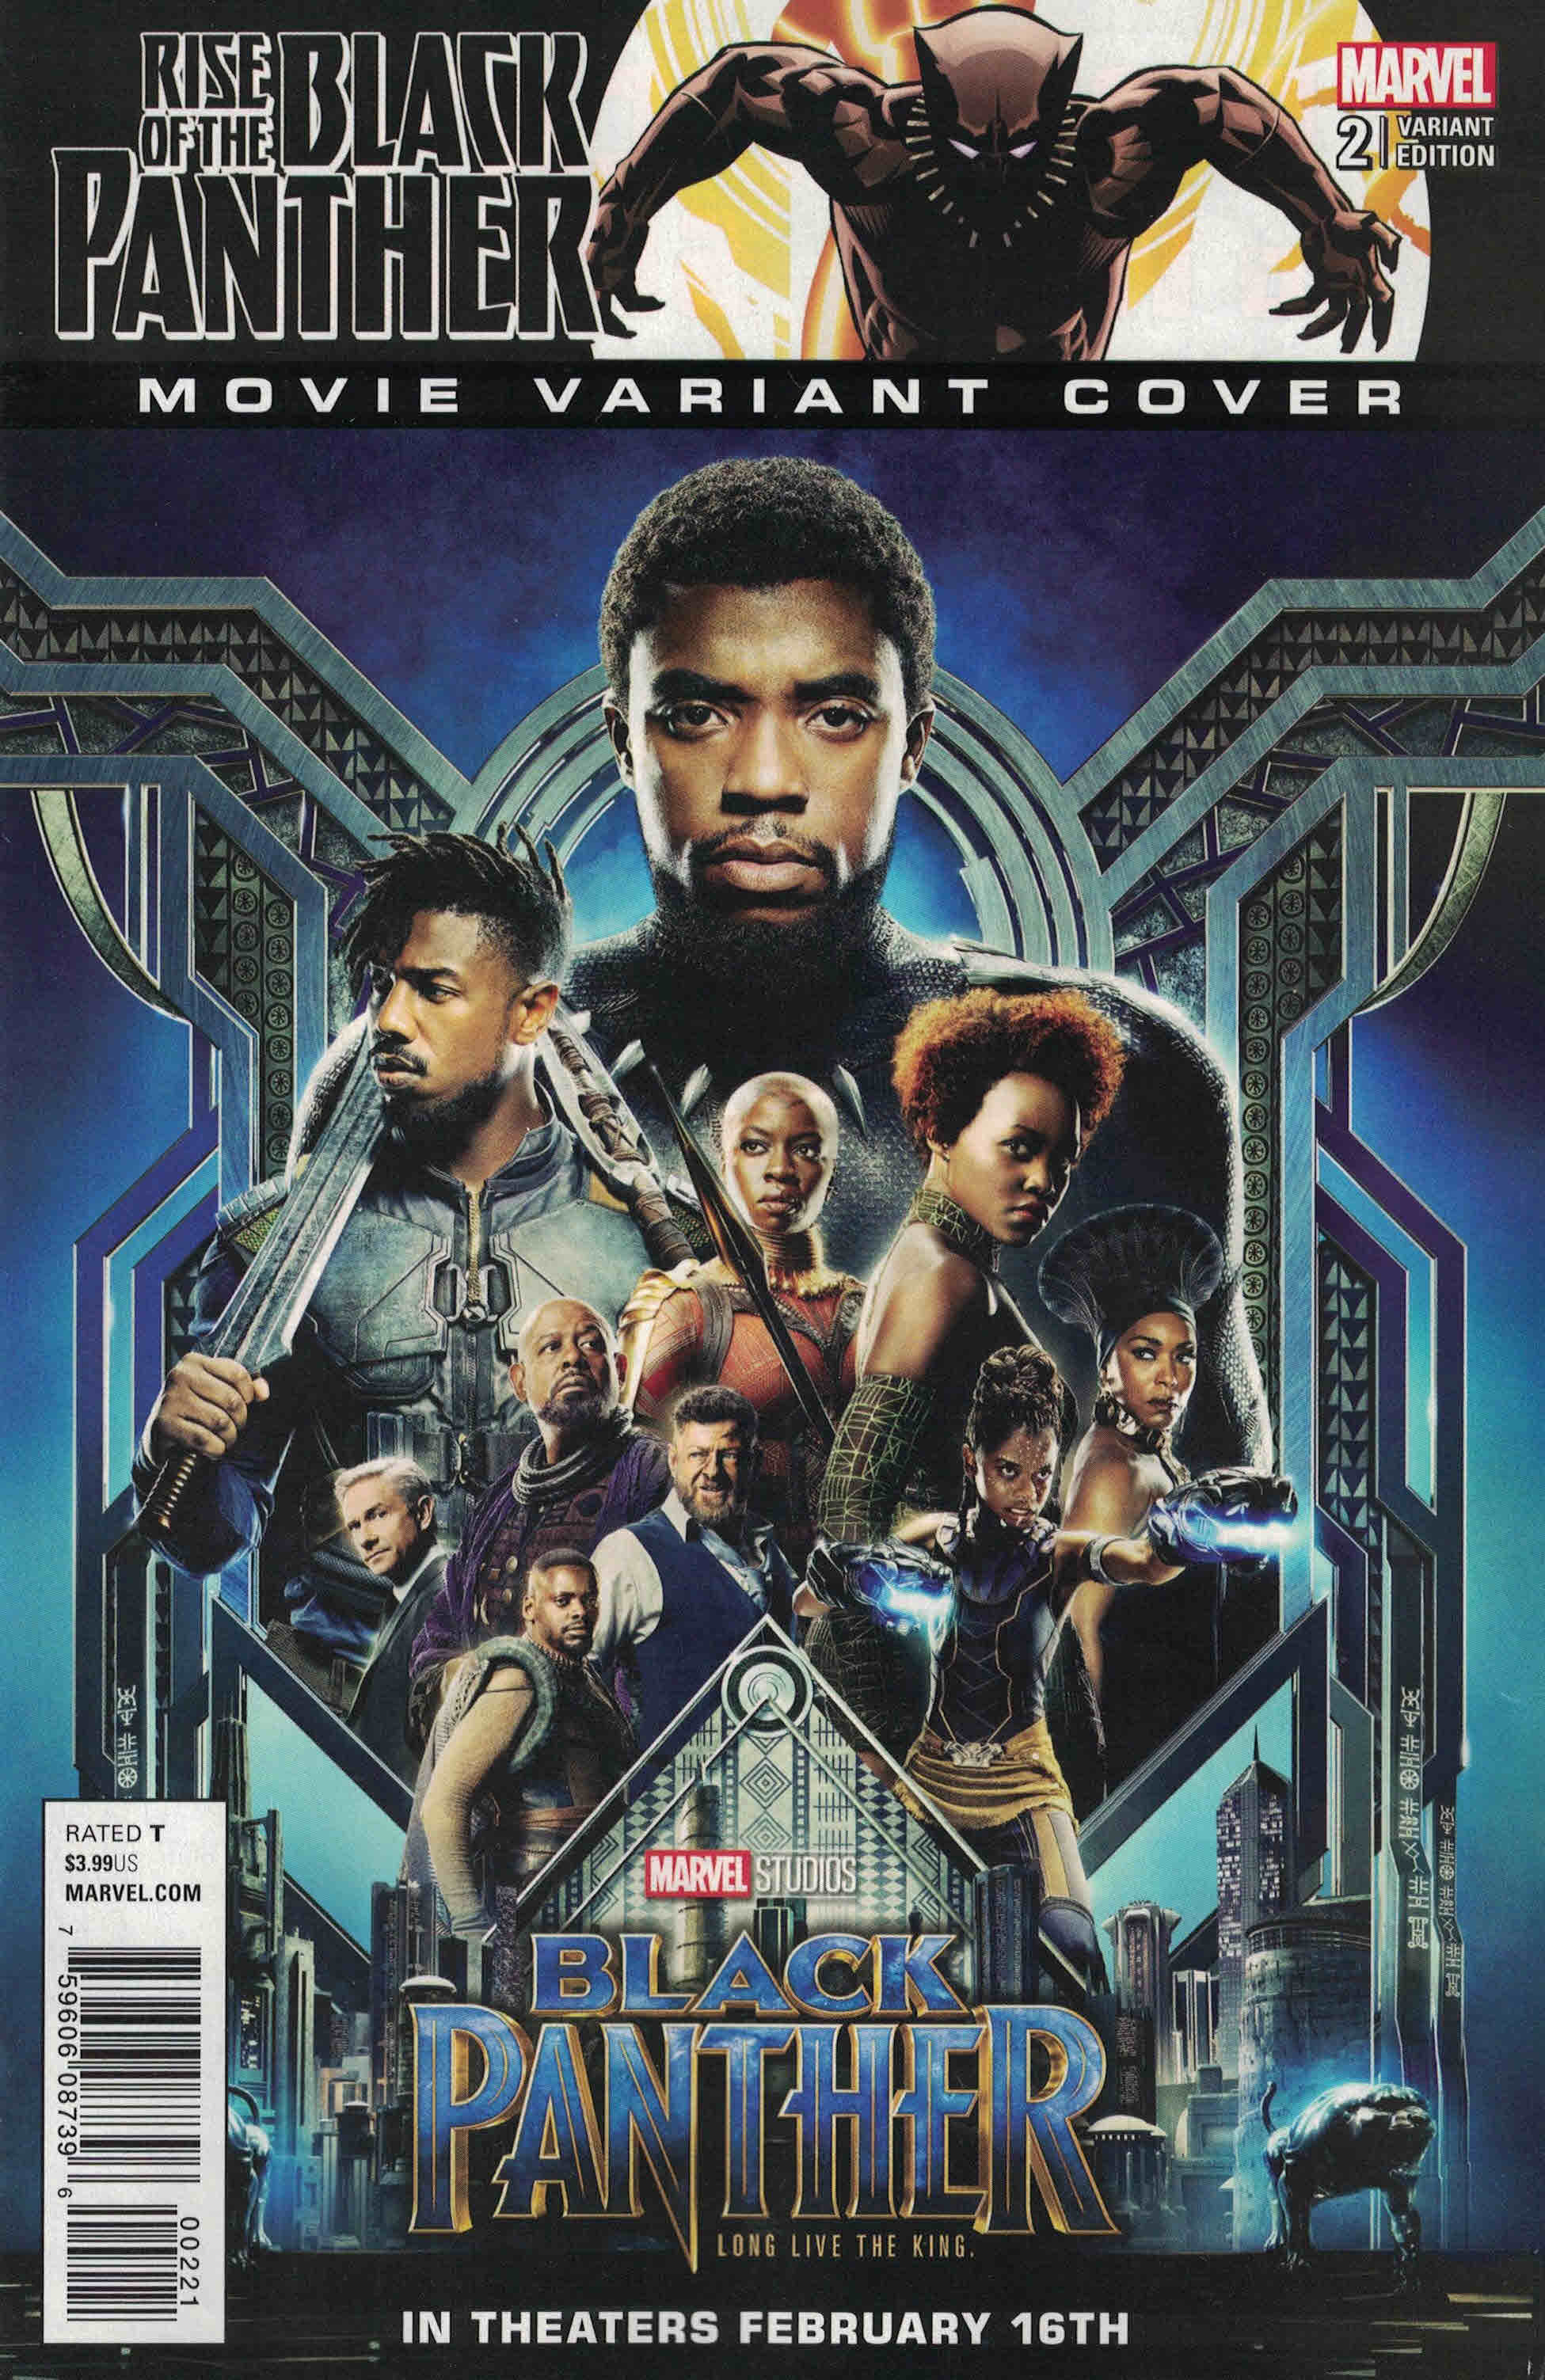 RISE
OF THE BLACK
PANTHER
MARVEL
2 | VARIANT
EDITION
MOVIE VARIANT COVER
RATED T
$3.99US
MARVEL.COM
7 59606 08739 6
00221
MARVEL STUDIOS
BLACK
PANTHER
LONG LIVE THE KING.
IN THEATERS FEBRUARY 16TH